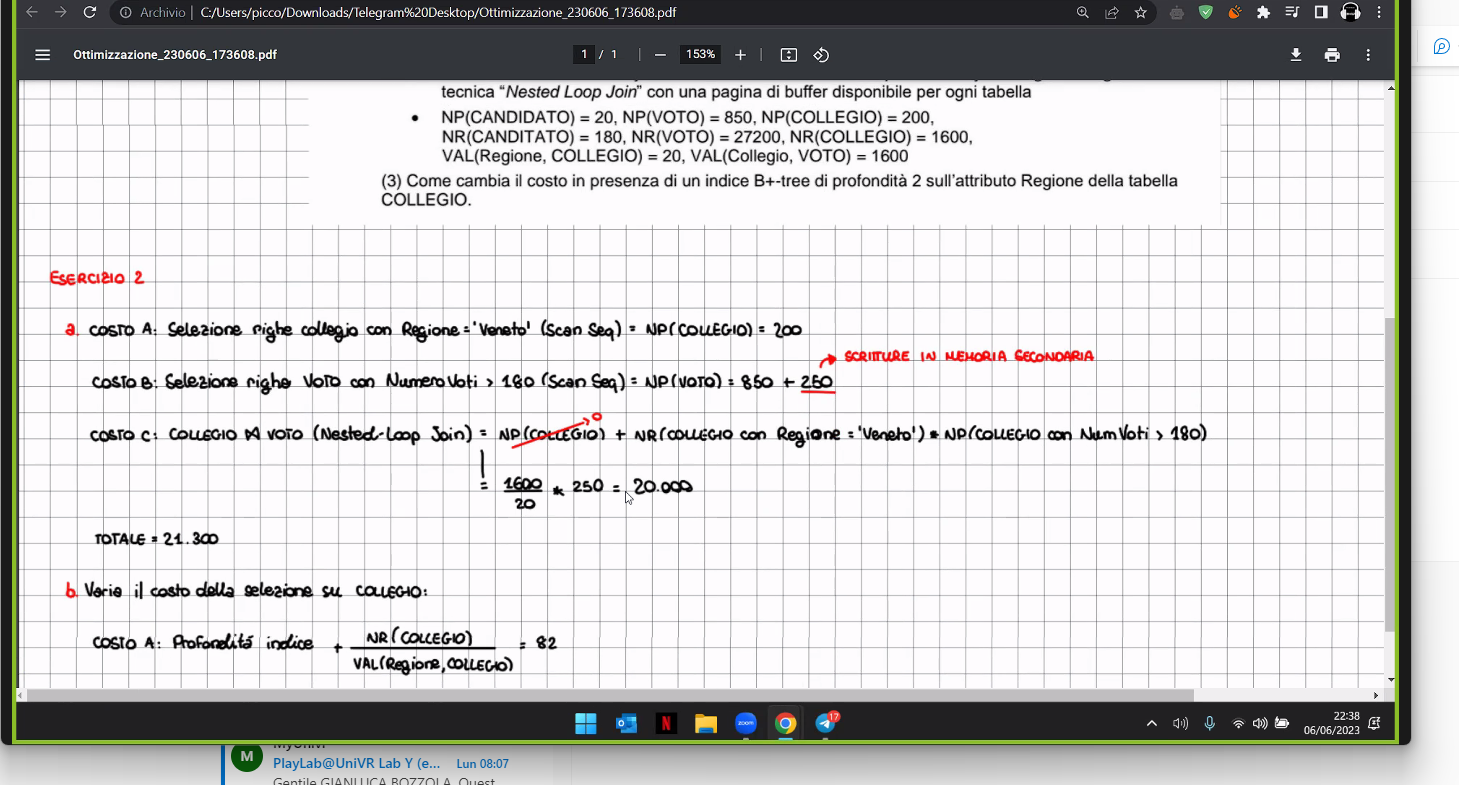 Archivio | C:/Users/picco/Downloads/Telegram%20Desktop/Ottimizzazione_230606_173608.pdf
Ottimizzazione_230606_173608.pdf
1 / 1
153%
tecnica “Nested Loop Join” con una pagina di buffer disponibile per ogni tabella
• NP(CANDIDATO) = 20, NP(VOTO) = 850, NP(COLLEGIO) = 200,
NR(CANDITATO) = 180, NR(VOTO) = 27200, NR(COLLEGIO) = 1600,
VAL(Regione, COLLEGIO) = 20, VAL(Collegio, VOTO) = 1600
(3) Come cambia il costo in presenza di un indice B+-tree di profondità 2 sull'attributo Regione della tabella
COLLEGIO.
ESERCIZIO 2
a. COSTO A: Selezione righe collegio con Regione = 'Veneto' (Scan Seq) = NP(COLLEGIO) = 200
SCRITTURE IN MEMORIA SECONDARIA
COSTO B: Selezione righe VOTO con NumeroVoti > 180 (Scan Seq) = NP(VOTO) = 850 + 250
COSTO C: COLLEGIO ⋈ VOTO (Nested-Loop Join) = NP(COLLEGIO) + NR(COLLEGIO con Regione = 'Veneto') * NP(COLLEGIO con NumVoti > 180)
0
= 1600/20 * 250 = 20.000
TOTALE = 21.300
b. Varia il costo della selezione su COLLEGIO:
COSTO A: Profondità indice + NR(COLLEGIO) / VAL(Regione, COLLEGIO) = 82
zoom
17
22:38
06/06/2023
M
MyUnivr
PlayLab@UniVR Lab Y (e... Lun 08:07
Gentile GIANLUCA BOZZOLA Quest